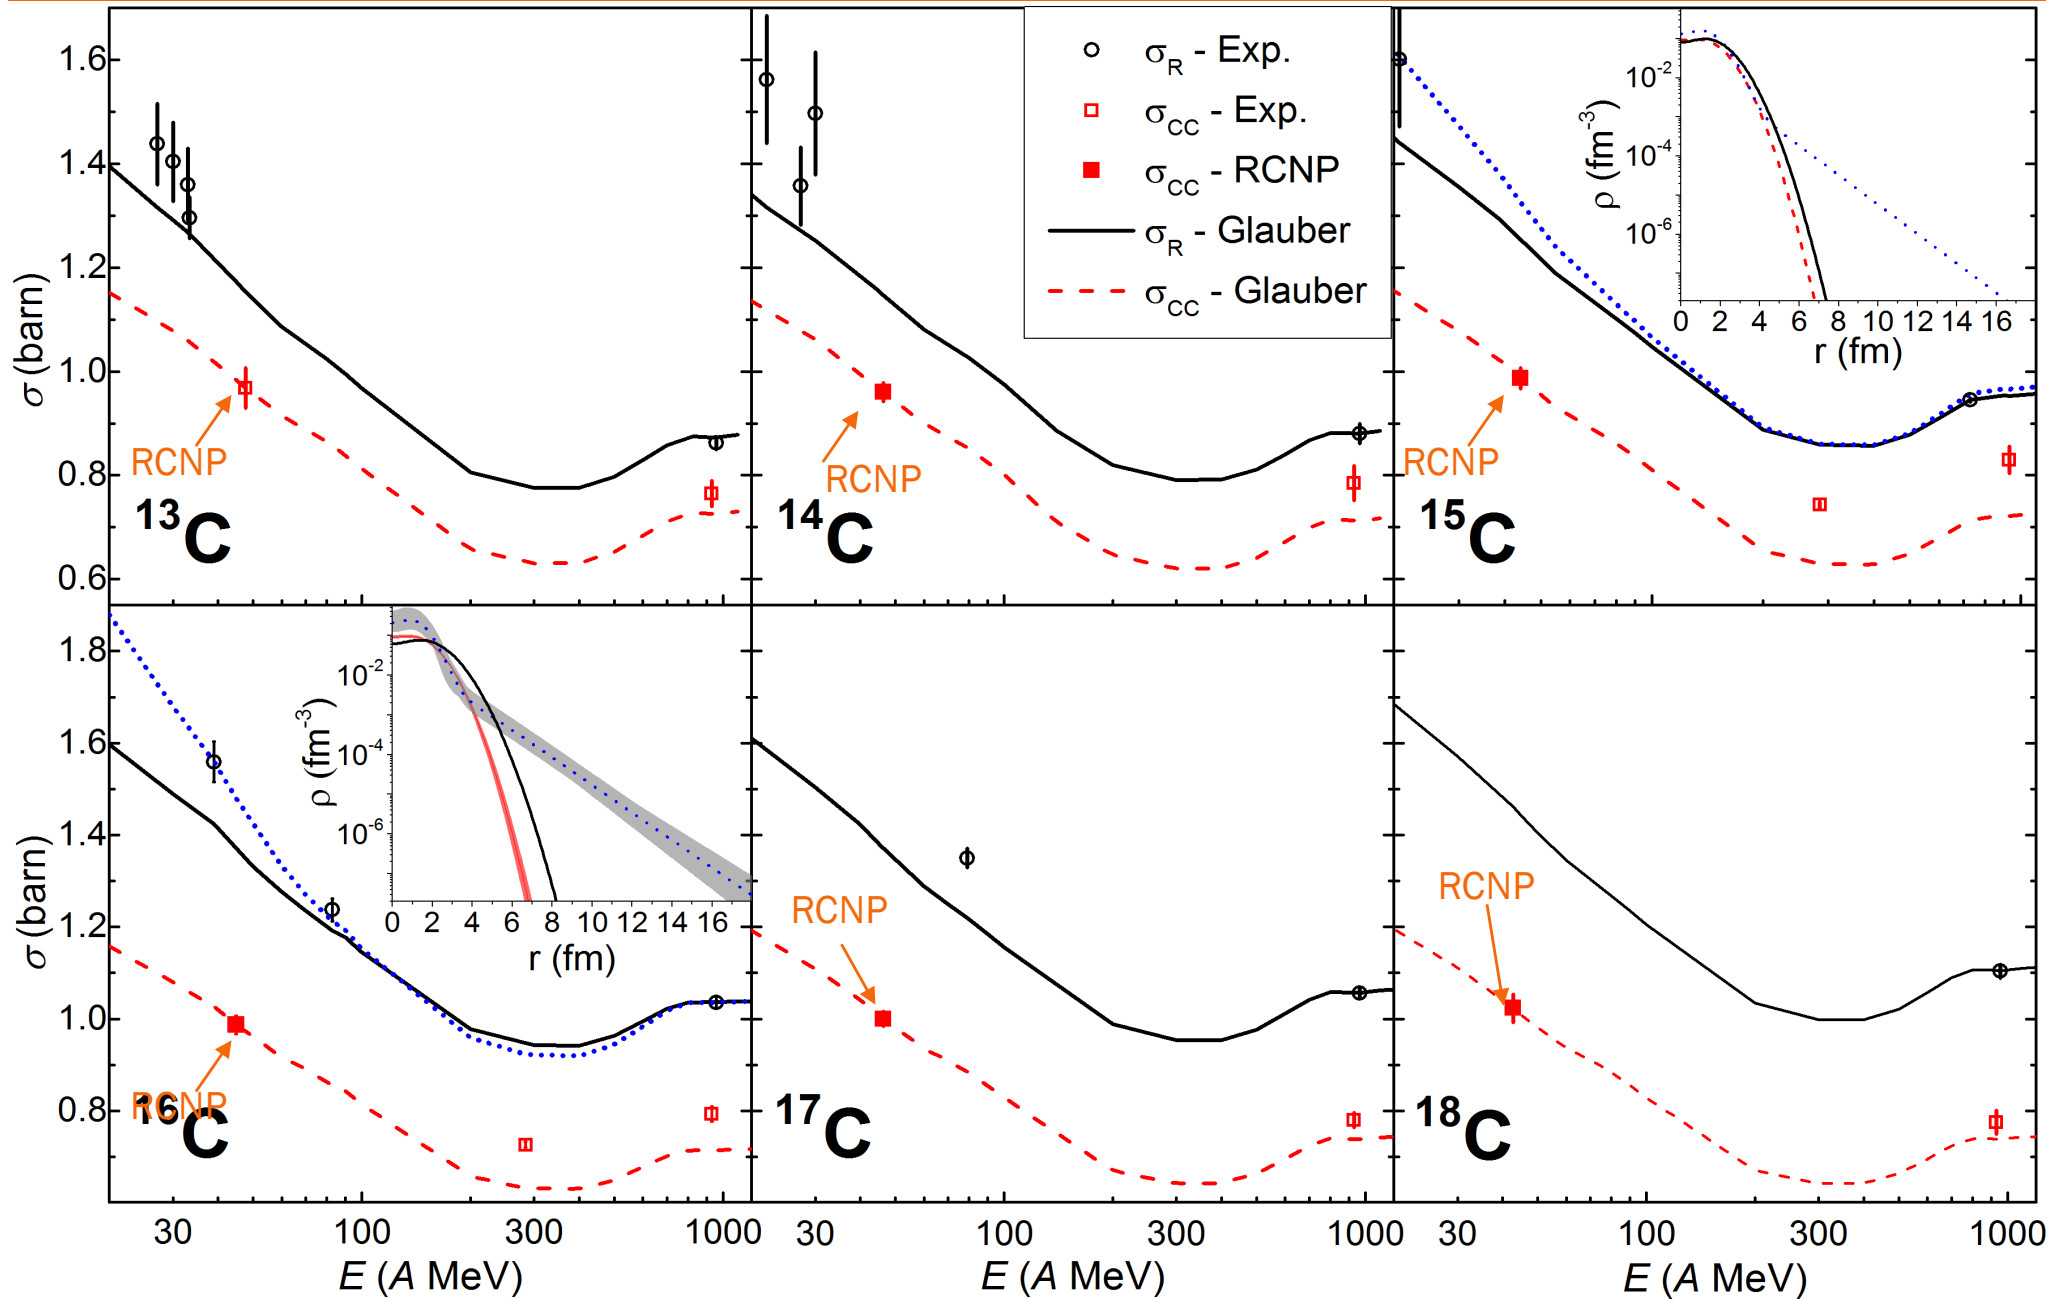 σR - Exp.
σCC - Exp.
σCC - RCNP
σR - Glauber
σCC - Glauber
1.6
1.4
1.2
1.0
0.8
0.6
σ (barn)
RCNP
13C
RCNP
14C
RCNP
15C
10-2
10-4
10-6
ρ (fm-3)
0 2 4 6 8 10 12 14 16
r (fm)
1.8
1.6
1.4
1.2
1.0
0.8
σ (barn)
10-2
10-4
10-6
ρ (fm-3)
0 2 4 6 8 10 12 14 16
r (fm)
RCNP
16C
RCNP
17C
RCNP
18C
30 100 300 1000
30 100 300 1000
30 100 300 1000
E (A MeV)
E (A MeV)
E (A MeV)